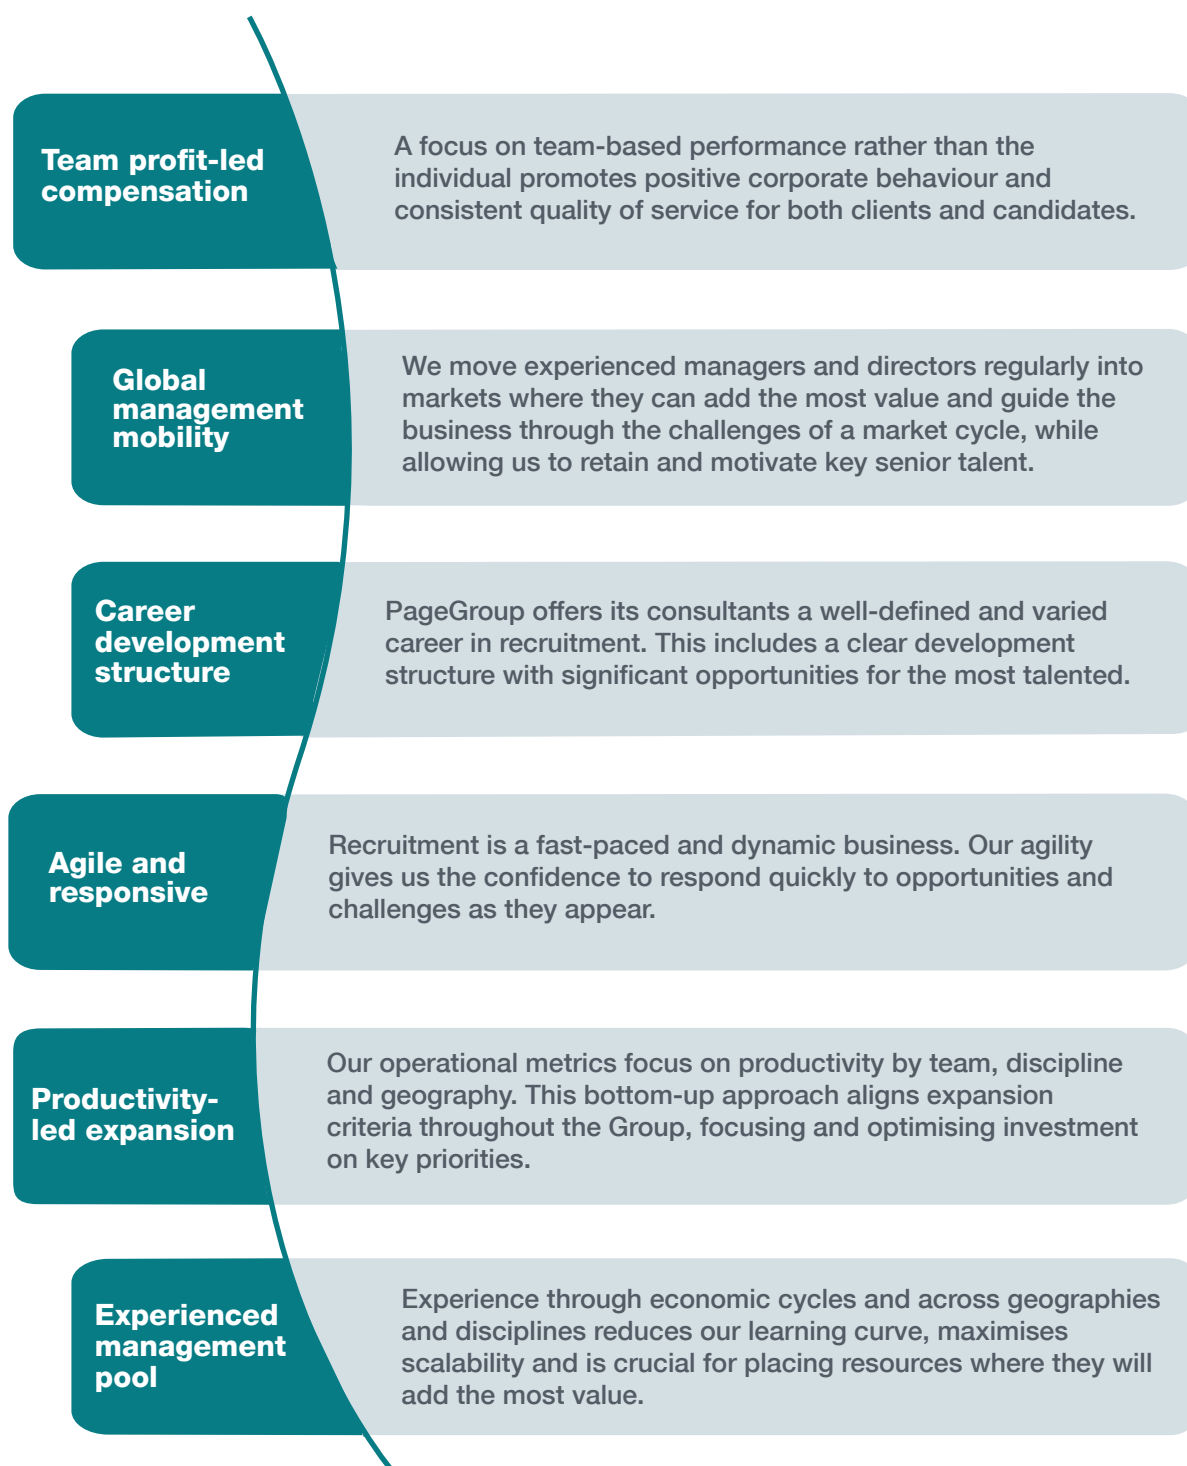 Team profit-led
compensation
A focus on team-based performance rather than the
individual promotes positive corporate behaviour and
consistent quality of service for both clients and candidates.
Global
management
mobility
We move experienced managers and directors regularly into
markets where they can add the most value and guide the
business through the challenges of a market cycle, while
allowing us to retain and motivate key senior talent.
Career
development
structure
PageGroup offers its consultants a well-defined and varied
career in recruitment. This includes a clear development
structure with significant opportunities for the most talented.
Agile and
responsive
Recruitment is a fast-paced and dynamic business. Our agility
gives us the confidence to respond quickly to opportunities and
challenges as they appear.
Productivity-
led expansion
Our operational metrics focus on productivity by team, discipline
and geography. This bottom-up approach aligns expansion
criteria throughout the Group, focusing and optimising investment
on key priorities.
Experienced
management
pool
Experience through economic cycles and across geographies
and disciplines reduces our learning curve, maximises
scalability and is crucial for placing resources where they will
add the most value.